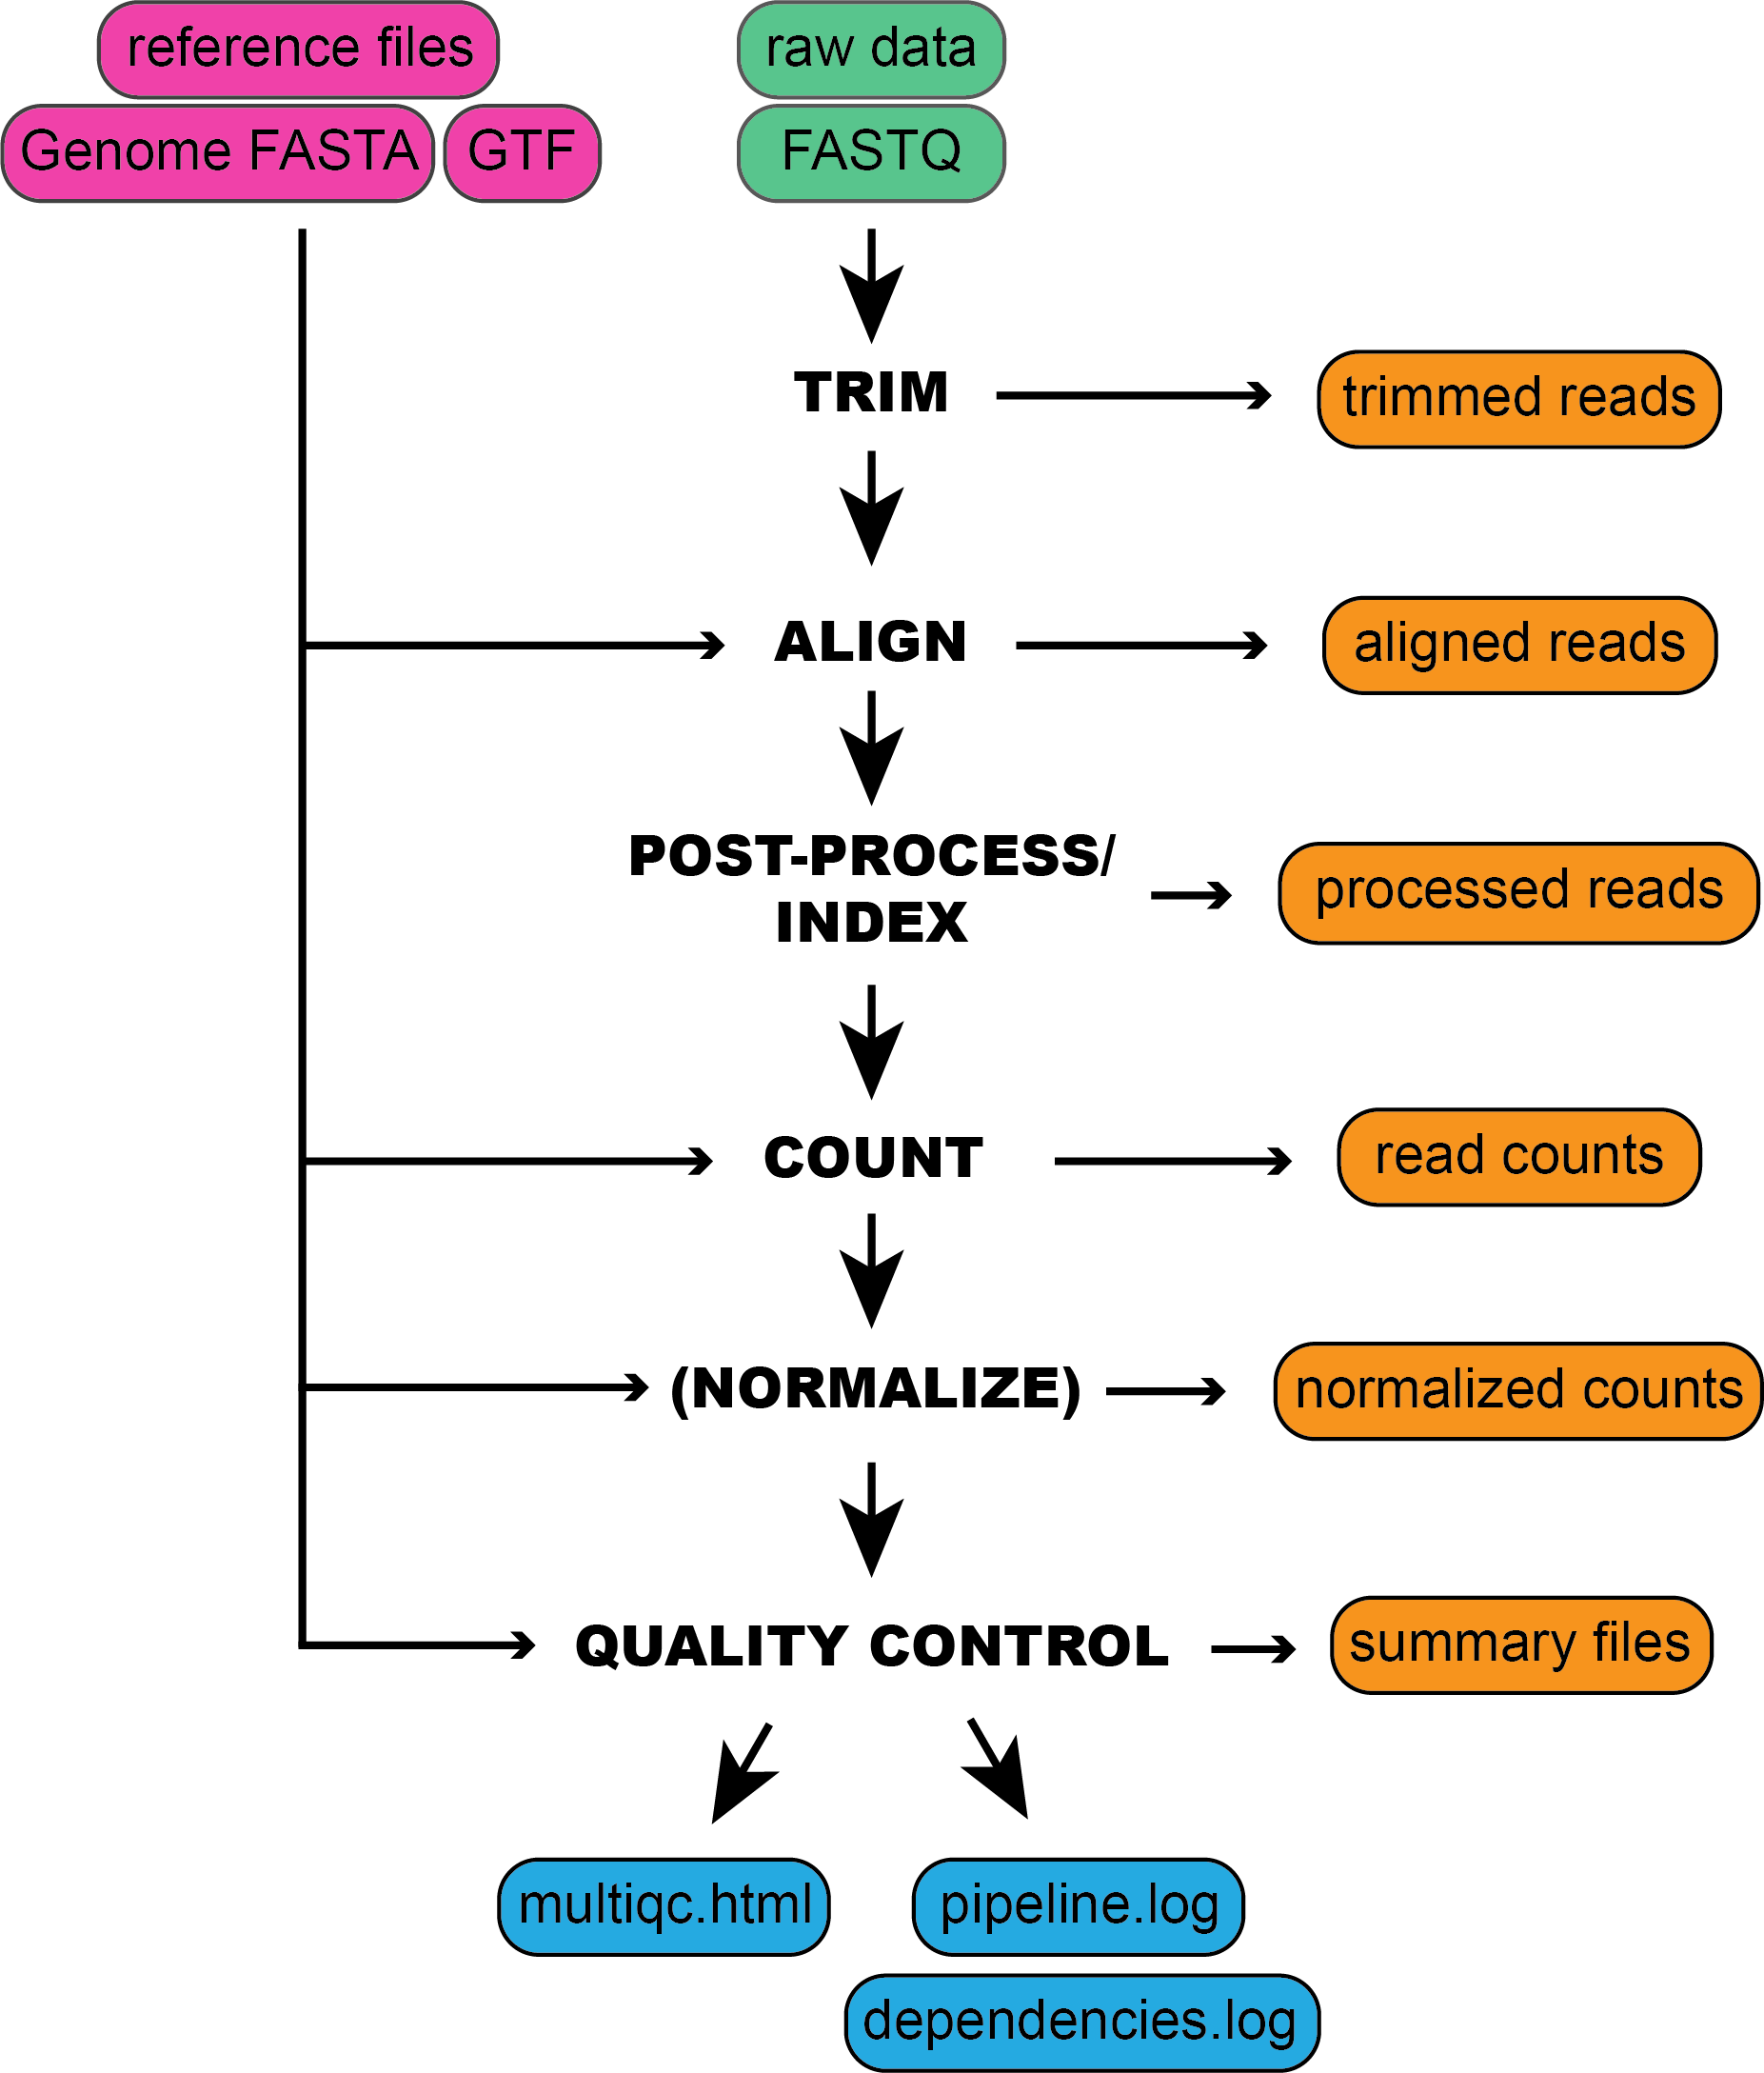 reference files
raw data
Genome FASTA
GTF
FASTQ
TRIM
trimmed reads
ALIGN
aligned reads
POST-PROCESS/
INDEX
processed reads
COUNT
read counts
(NORMALIZE)
normalized counts
QUALITY CONTROL
summary files
multiqc.html
pipeline.log
dependencies.log